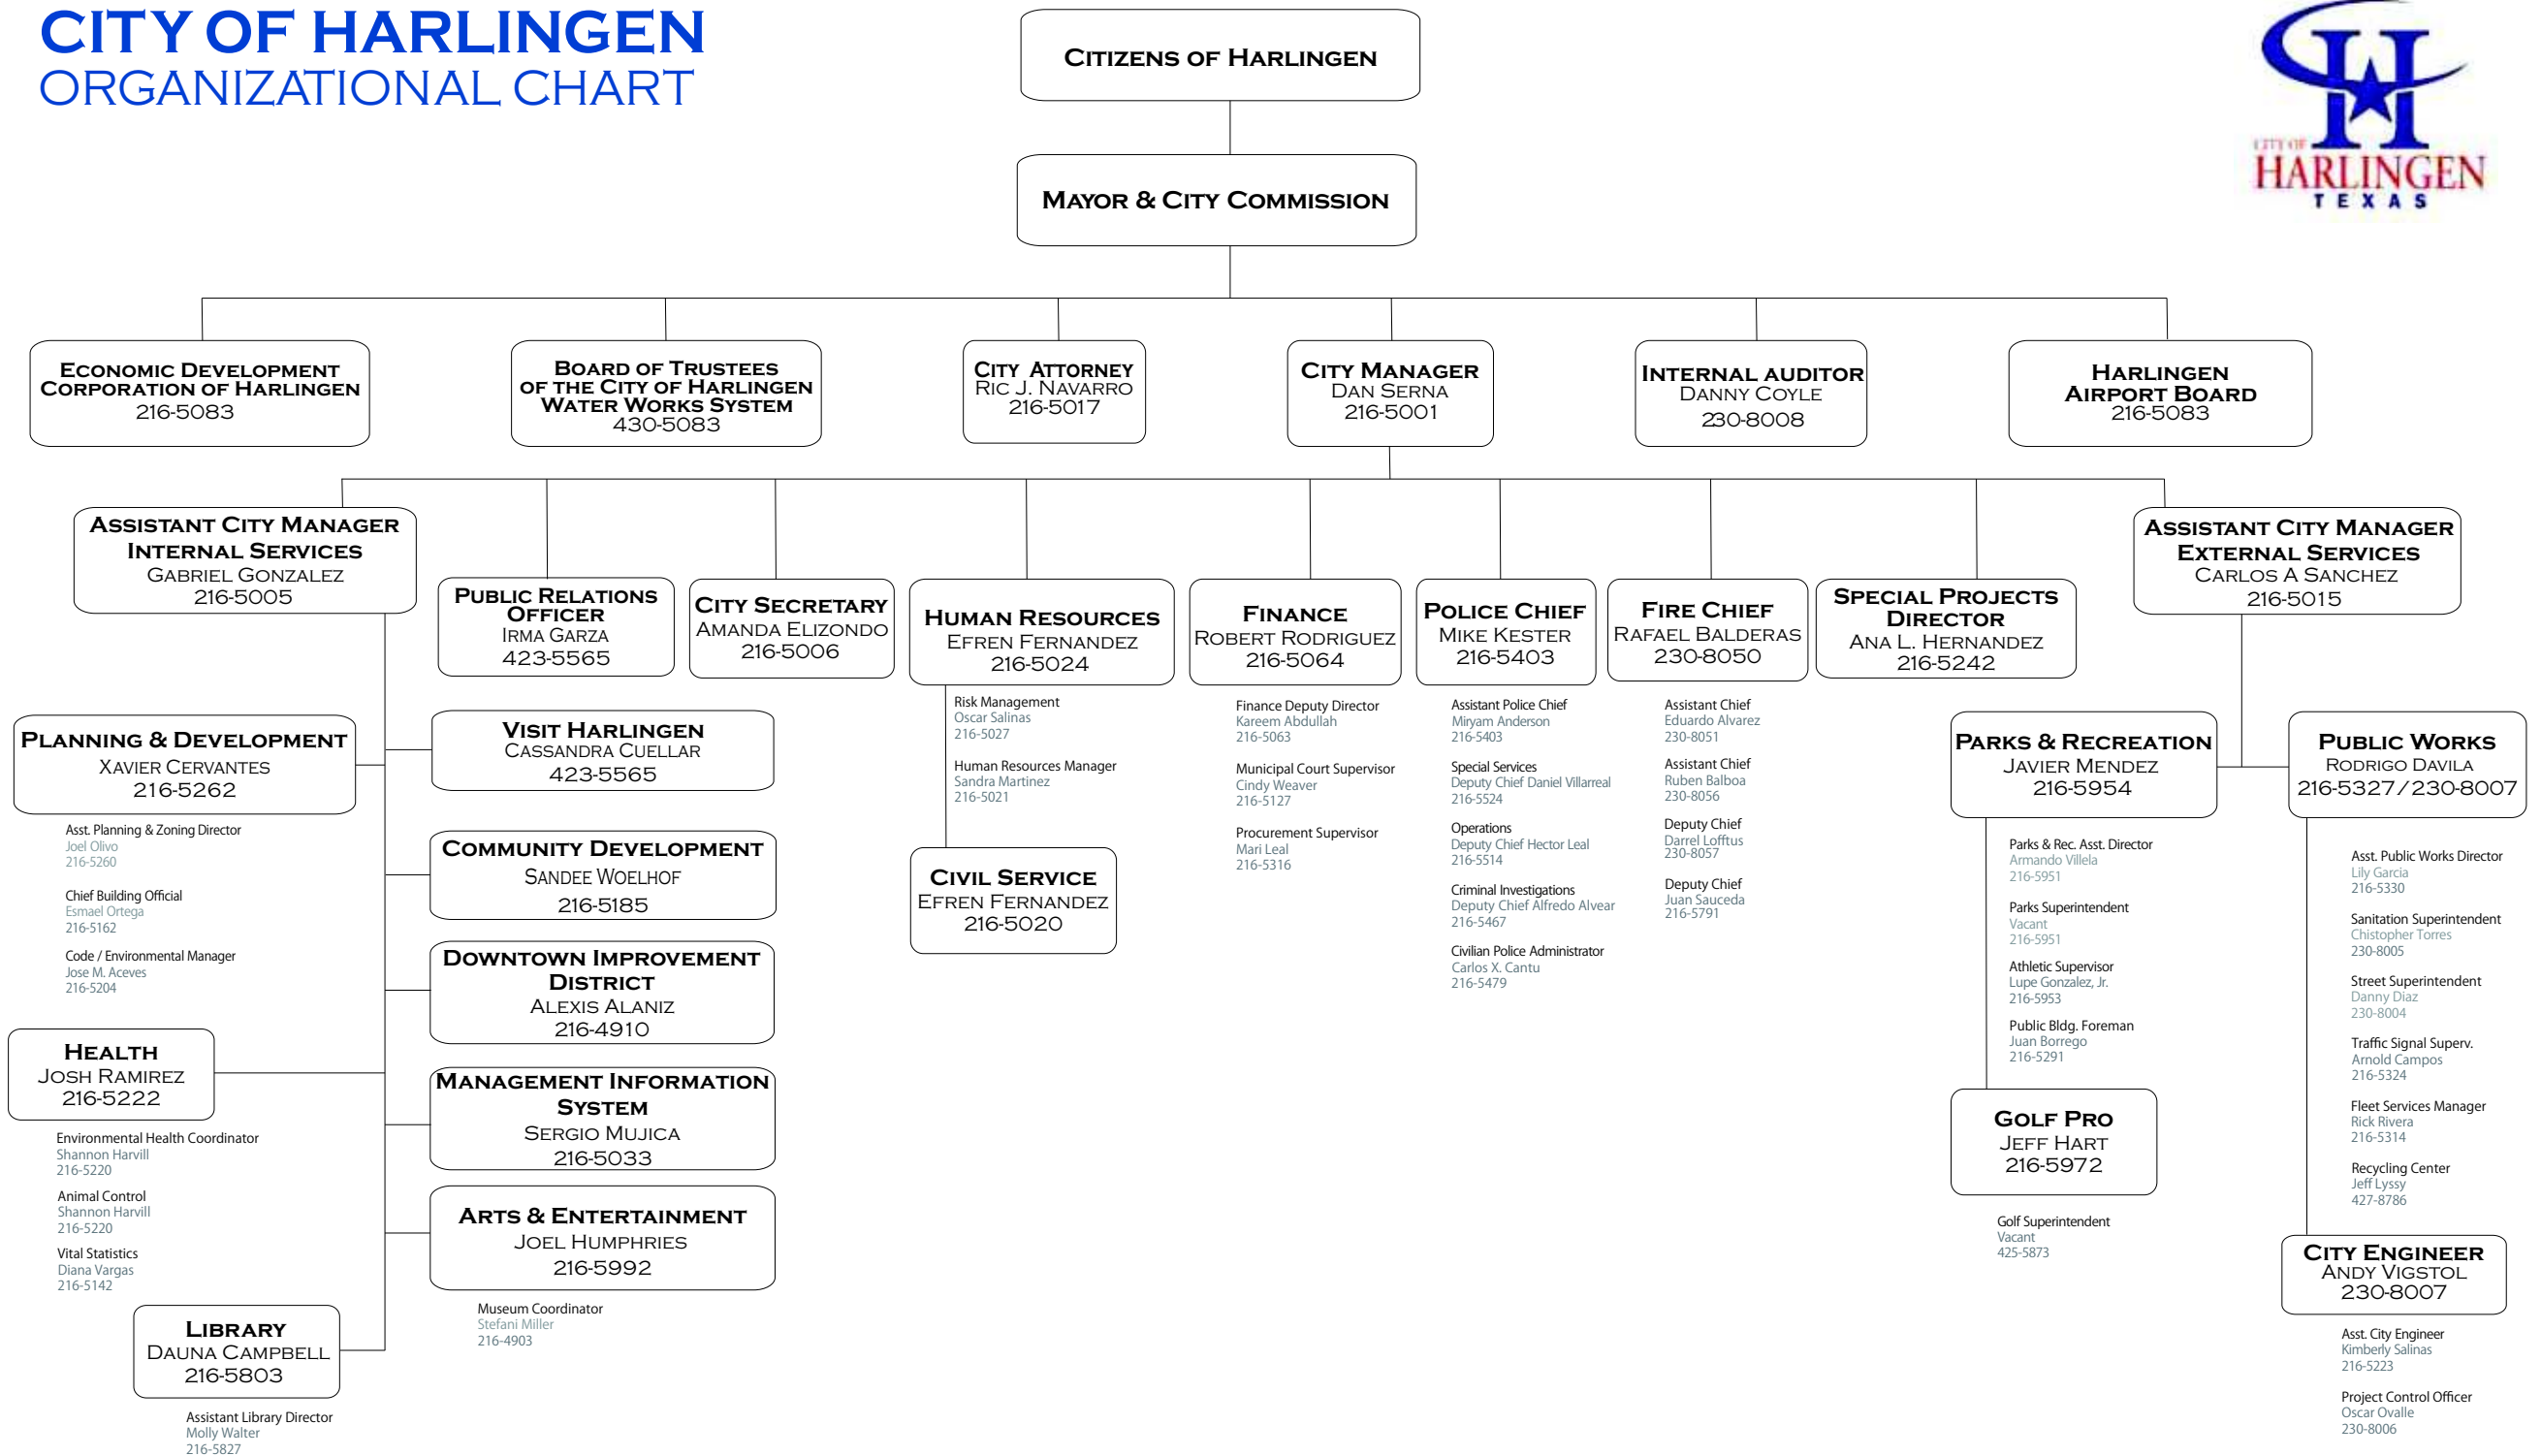 CITY OF HARLINGEN
ORGANIZATIONAL CHART
CITY OF
HARLINGEN
TEXAS
CITIZENS OF HARLINGEN
MAYOR & CITY COMMISSION
ECONOMIC DEVELOPMENT
CORPORATION OF HARLINGEN
216-5083
BOARD OF TRUSTEES
OF THE CITY OF HARLINGEN
WATER WORKS SYSTEM
430-5083
CITY ATTORNEY
RIC J. NAVARRO
216-5017
CITY MANAGER
DAN SERNA
216-5001
INTERNAL AUDITOR
DANNY COYLE
230-8008
HARLINGEN
AIRPORT BOARD
216-5083
ASSISTANT CITY MANAGER
INTERNAL SERVICES
GABRIEL GONZALEZ
216-5005
PUBLIC RELATIONS
OFFICER
IRMA GARZA
423-5565
CITY SECRETARY
AMANDA ELIZONDO
216-5006
HUMAN RESOURCES
EFREN FERNANDEZ
216-5024
FINANCE
ROBERT RODRIGUEZ
216-5064
POLICE CHIEF
MIKE KESTER
216-5403
FIRE CHIEF
RAFAEL BALDERAS
230-8050
SPECIAL PROJECTS
DIRECTOR
ANA L. HERNANDEZ
216-5242
ASSISTANT CITY MANAGER
EXTERNAL SERVICES
CARLOS A SANCHEZ
216-5015
PLANNING & DEVELOPMENT
XAVIER CERVANTES
216-5262
Asst. Planning & Zoning Director
Joel Olivo
216-5260
Chief Building Official
Esmael Ortega
216-5162
Code / Environmental Manager
Jose M. Aceves
216-5204
HEALTH
JOSH RAMIREZ
216-5222
Environmental Health Coordinator
Shannon Harvill
216-5220
Animal Control
Shannon Harvill
216-5220
Vital Statistics
Diana Vargas
216-5142
LIBRARY
DAUNA CAMPBELL
216-5803
Assistant Library Director
Molly Walter
216-5827
VISIT HARLINGEN
CASSANDRA CUELLAR
423-5565
COMMUNITY DEVELOPMENT
SANDEE WOELHOF
216-5185
DOWNTOWN IMPROVEMENT
DISTRICT
ALEXIS ALANIZ
216-4910
MANAGEMENT INFORMATION
SYSTEM
SERGIO MUJICA
216-5033
ARTS & ENTERTAINMENT
JOEL HUMPHRIES
216-5992
Museum Coordinator
Stefani Miller
216-4903
Risk Management
Oscar Salinas
216-5027
Human Resources Manager
Sandra Martinez
216-5021
CIVIL SERVICE
EFREN FERNANDEZ
216-5020
Finance Deputy Director
Kareem Abdullah
216-5063
Municipal Court Supervisor
Cindy Weaver
216-5127
Procurement Supervisor
Mari Leal
216-5316
Assistant Police Chief
Miryam Anderson
216-5403
Special Services
Deputy Chief Daniel Villarreal
216-5524
Operations
Deputy Chief Hector Leal
216-5514
Criminal Investigations
Deputy Chief Alfredo Alvear
216-5467
Civilian Police Administrator
Carlos X. Cantu
216-5479
Assistant Chief
Eduardo Alvarez
230-8051
Assistant Chief
Ruben Balboa
230-8056
Deputy Chief
Darrel Lofftus
230-8057
Deputy Chief
Juan Sauceda
216-5791
PARKS & RECREATION
JAVIER MENDEZ
216-5954
Parks & Rec. Asst. Director
Armando Villela
216-5951
Parks Superintendent
Vacant
216-5951
Athletic Supervisor
Lupe Gonzalez, Jr.
216-5953
Public Bldg. Foreman
Juan Borrego
216-5291
GOLF PRO
JEFF HART
216-5972
Golf Superintendent
Vacant
425-5873
PUBLIC WORKS
RODRIGO DAVILA
216-5327/230-8007
Asst. Public Works Director
Lily Garcia
216-5330
Sanitation Superintendent
Chistopher Torres
230-8005
Street Superintendent
Danny Diaz
230-8004
Traffic Signal Superv.
Arnold Campos
216-5324
Fleet Services Manager
Rick Rivera
216-5314
Recycling Center
Jeff Lyssy
427-8786
CITY ENGINEER
ANDY VIGSTOL
230-8007
Asst. City Engineer
Kimberly Salinas
216-5223
Project Control Officer
Oscar Ovalle
230-8006